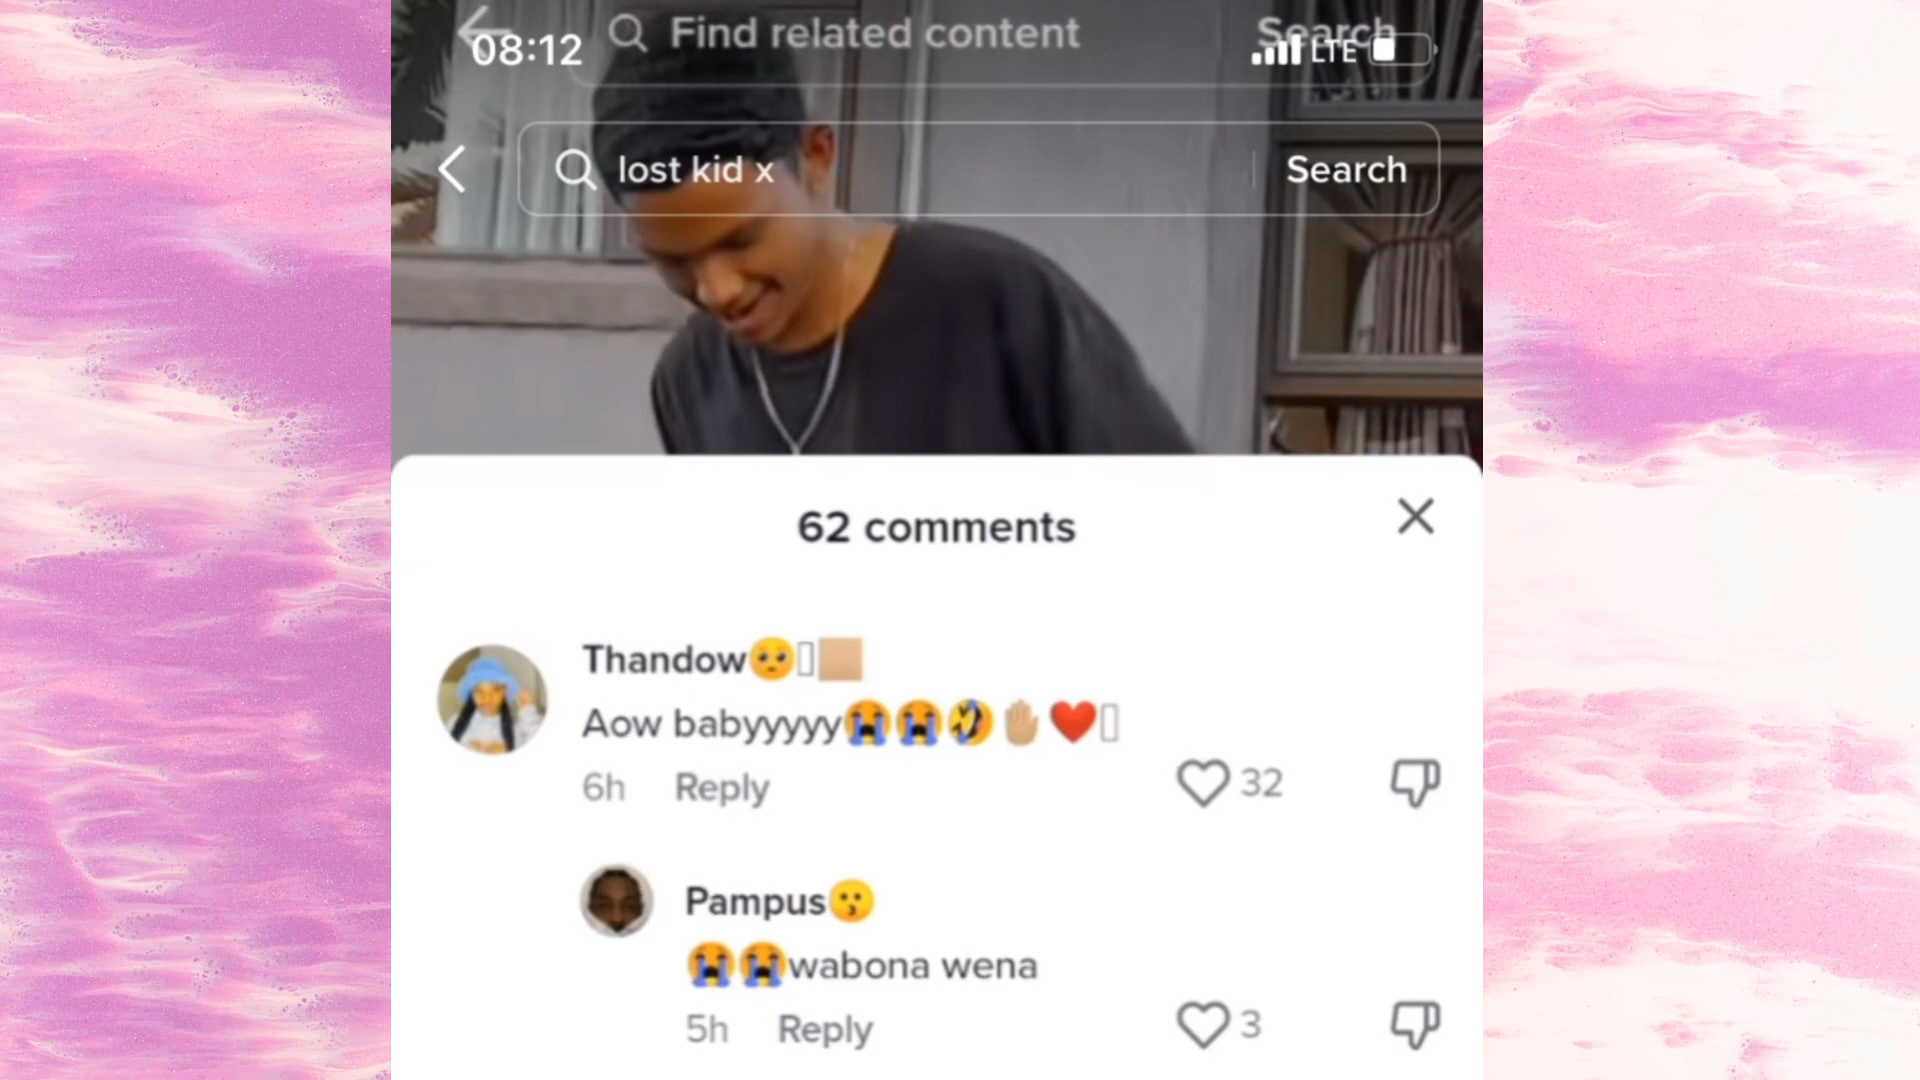 Find related content Search
08:12 LTE
lost kid x Search
62 comments
Thandow🥺▯🏼
Aow babyyyyy😭😭🤣✋🏼❤️▯
6h Reply 32
Pampus😗
😭😭wabona wena
5h Reply 3